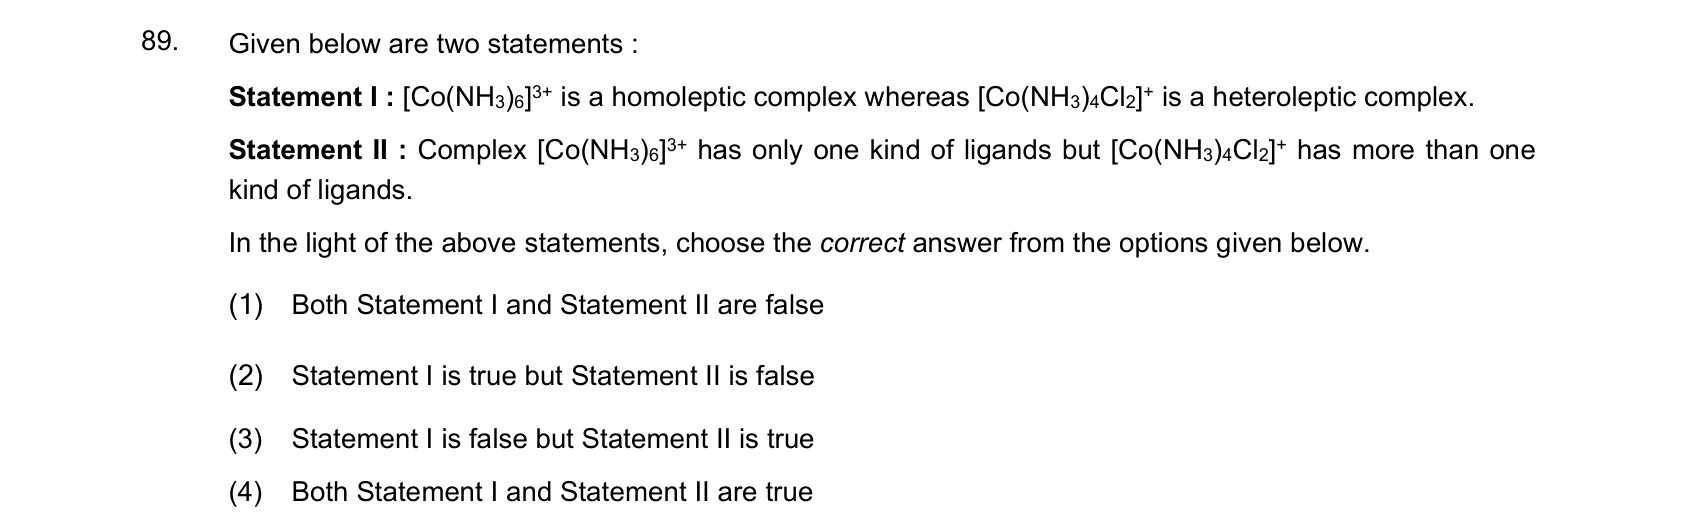 89. Given below are two statements :
Statement I : [Co(NH₃)₆]³⁺ is a homoleptic complex whereas [Co(NH₃)₄Cl₂]⁺ is a heteroleptic complex.
Statement II : Complex [Co(NH₃)₆]³⁺ has only one kind of ligands but [Co(NH₃)₄Cl₂]⁺ has more than one
kind of ligands.
In the light of the above statements, choose the correct answer from the options given below.
(1) Both Statement I and Statement II are false
(2) Statement I is true but Statement II is false
(3) Statement I is false but Statement II is true
(4) Both Statement I and Statement II are true